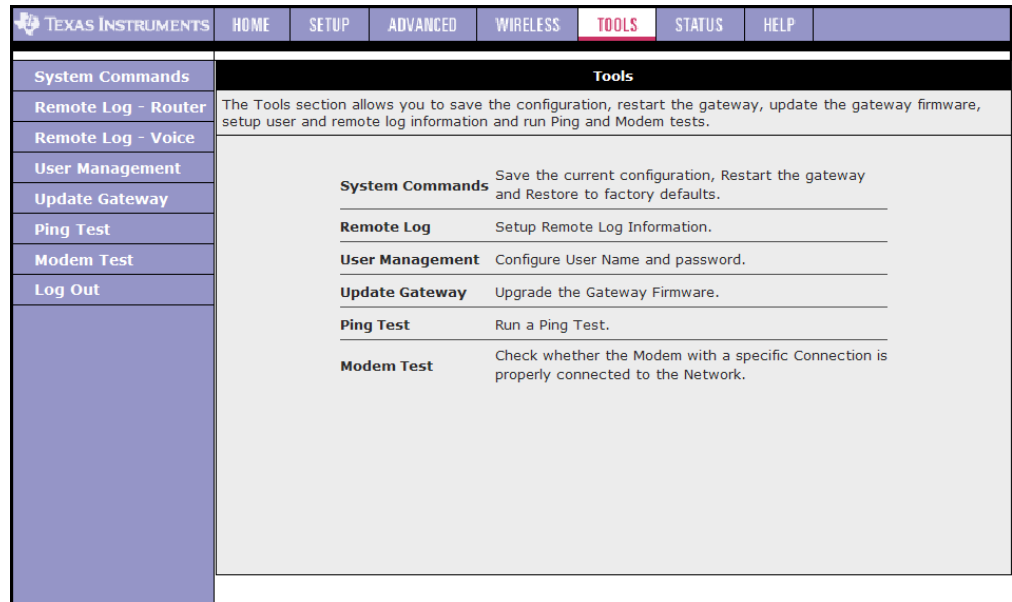 TEXAS INSTRUMENTS HOME SETUP ADVANCED WIRELESS TOOLS STATUS HELP
System Commands
Remote Log - Router
Remote Log - Voice
User Management
Update Gateway
Ping Test
Modem Test
Log Out
Tools
The Tools section allows you to save the configuration, restart the gateway, update the gateway firmware,
setup user and remote log information and run Ping and Modem tests.
System Commands Save the current configuration, Restart the gateway
and Restore to factory defaults.
Remote Log Setup Remote Log Information.
User Management Configure User Name and password.
Update Gateway Upgrade the Gateway Firmware.
Ping Test Run a Ping Test.
Modem Test Check whether the Modem with a specific Connection is
properly connected to the Network.